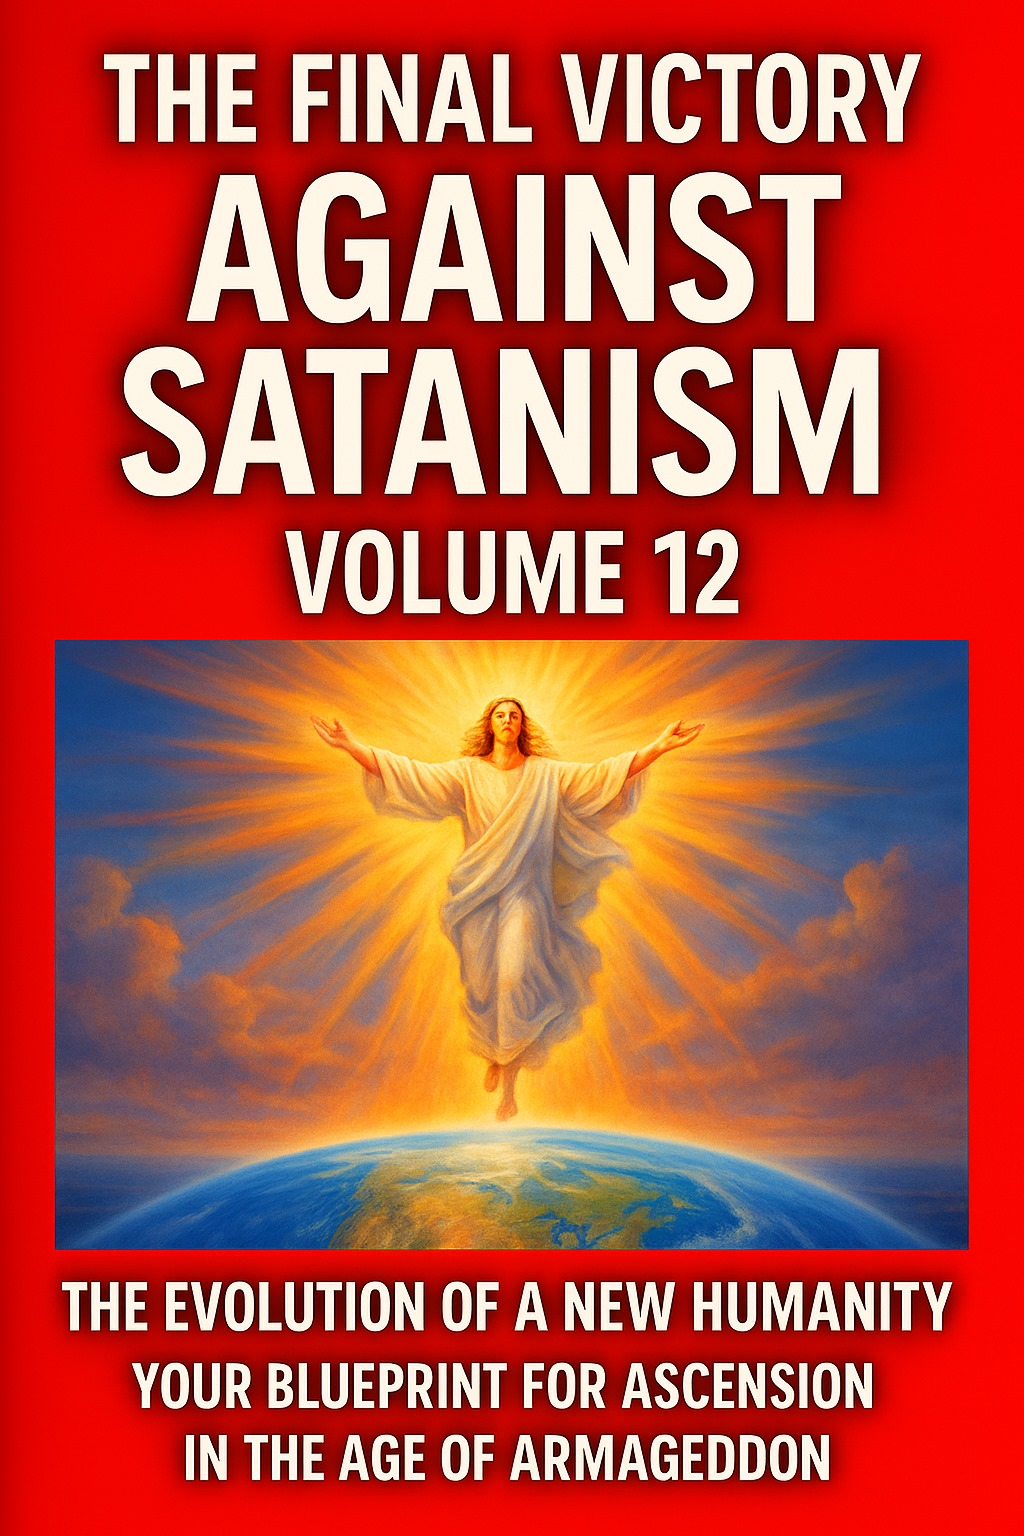 THE FINAL VICTORY
AGAINST
SATANISM
VOLUME 12
THE EVOLUTION OF A NEW HUMANITY
YOUR BLUEPRINT FOR ASCENSION
IN THE AGE OF ARMAGEDDON